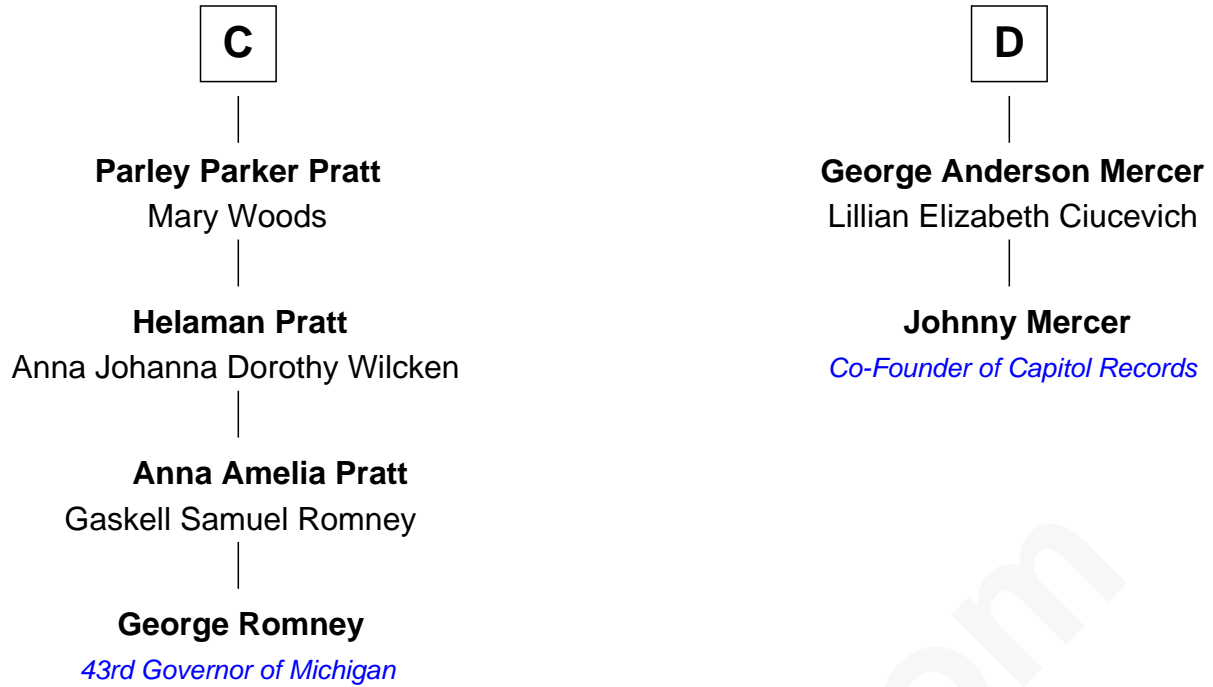 C
Parley Parker Pratt
Mary Woods
Helaman Pratt
Anna Johanna Dorothy Wilcken
Anna Amelia Pratt
Gaskell Samuel Romney
George Romney
43rd Governor of Michigan
D
George Anderson Mercer
Lillian Elizabeth Ciucevich
Johnny Mercer
Co-Founder of Capitol Records
om